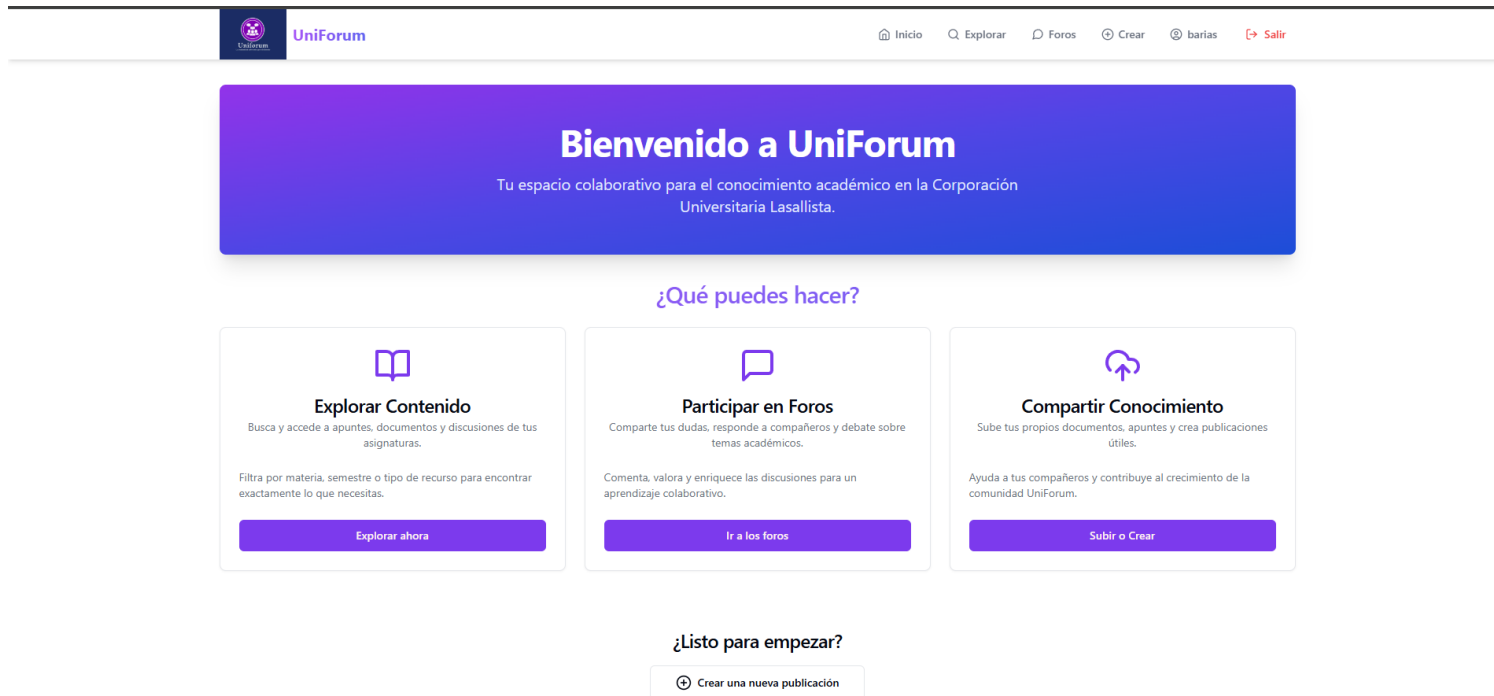 Uniforum
UniForum
Inicio
Explorar
Foros
Crear
barias
Salir
Bienvenido a UniForum
Tu espacio colaborativo para el conocimiento académico en la Corporación
Universitaria Lasallista.
¿Qué puedes hacer?
Explorar Contenido
Busca y accede a apuntes, documentos y discusiones de tus
asignaturas.
Filtra por materia, semestre o tipo de recurso para encontrar
exactamente lo que necesitas.
Explorar ahora
Participar en Foros
Comparte tus dudas, responde a compañeros y debate sobre
temas académicos.
Comenta, valora y enriquece las discusiones para un
aprendizaje colaborativo.
Ir a los foros
Compartir Conocimiento
Sube tus propios documentos, apuntes y crea publicaciones
útiles.
Ayuda a tus compañeros y contribuye al crecimiento de la
comunidad UniForum.
Subir o Crear
¿Listo para empezar?
Crear una nueva publicación